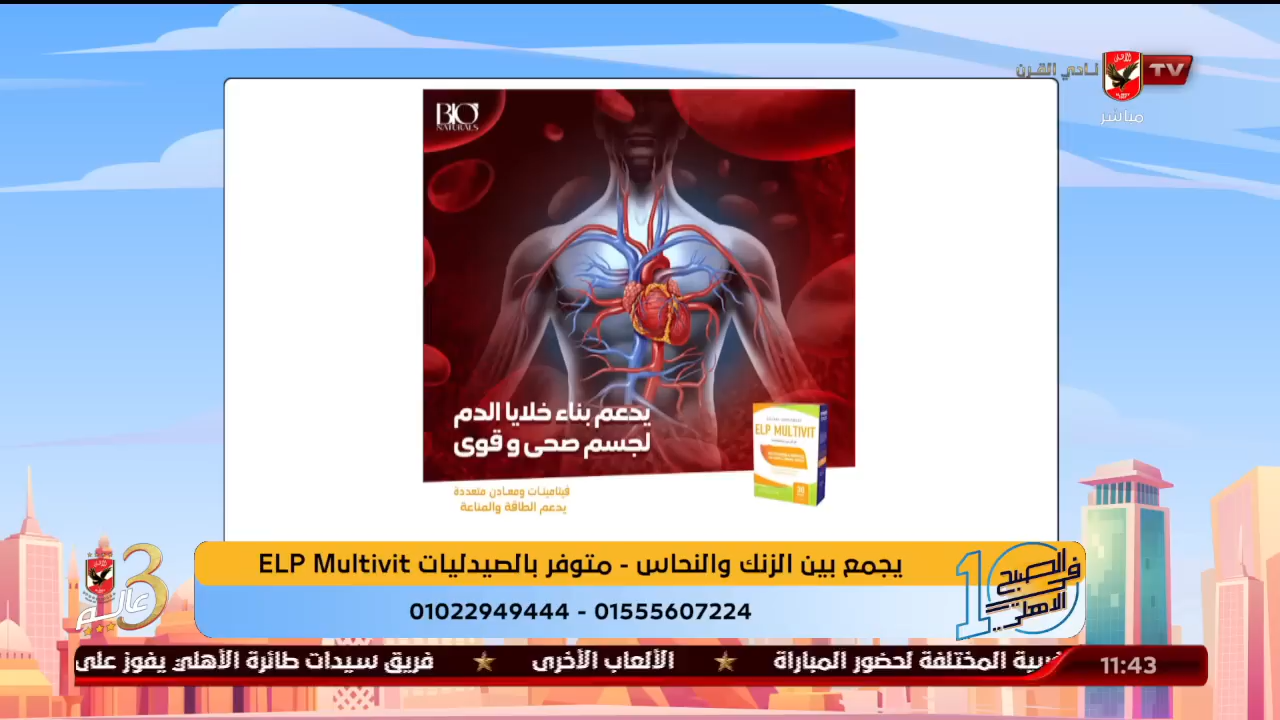 نادي القرن
TV
مباشر
BIO
NATURALS
يدعم بناء خلايا الدم
لجسم صحى و قوى
ELP MULTIVIT
30
فيتامينات ومعادن متعددة
يدعم الطاقة والمناعة
يجمع بين الزنك والنحاس - متوفر بالصيدليات ELP Multivit
01022949444 - 01555607224
10
الصبح
في
الأهلي
3
عالم
المختلفة لحضور المباراة ★ الألعاب الأخرى ★ فريق سيدات طائرة الأهلي يفوز على
11:43